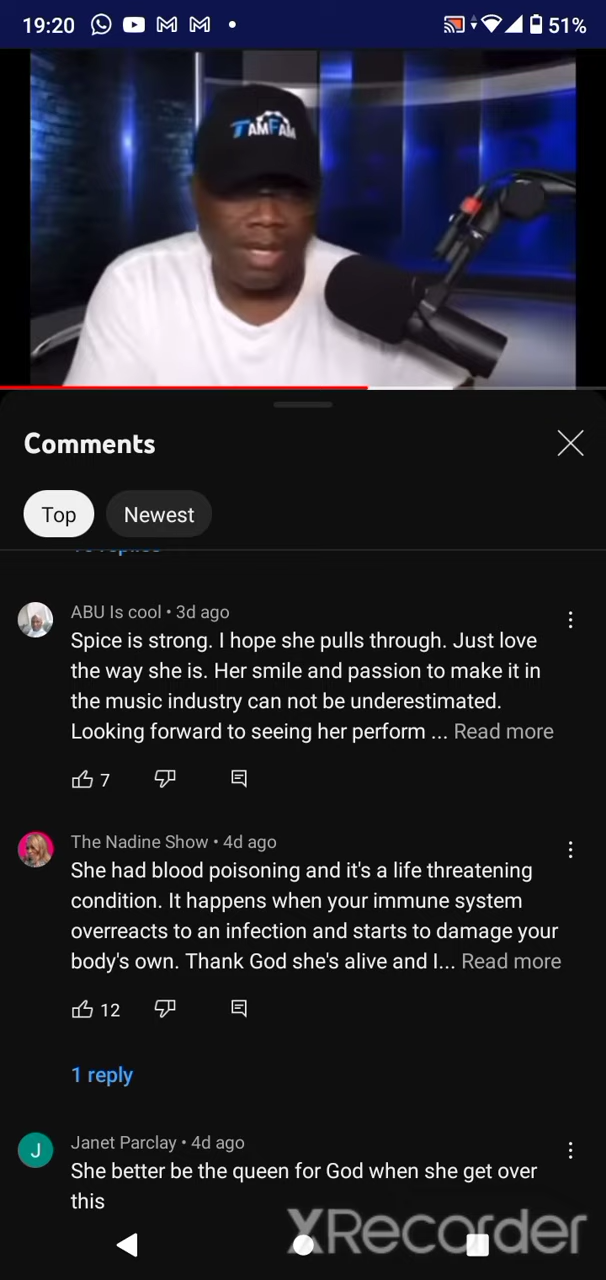 19:20
51%
TAMFAM
Comments
Top
Newest
ABU Is cool • 3d ago
Spice is strong. I hope she pulls through. Just love
the way she is. Her smile and passion to make it in
the music industry can not be underestimated.
Looking forward to seeing her perform ... Read more
7
The Nadine Show • 4d ago
She had blood poisoning and it's a life threatening
condition. It happens when your immune system
overreacts to an infection and starts to damage your
body's own. Thank God she's alive and I... Read more
12
1 reply
J
Janet Parclay • 4d ago
She better be the queen for God when she get over
this
XRecorder